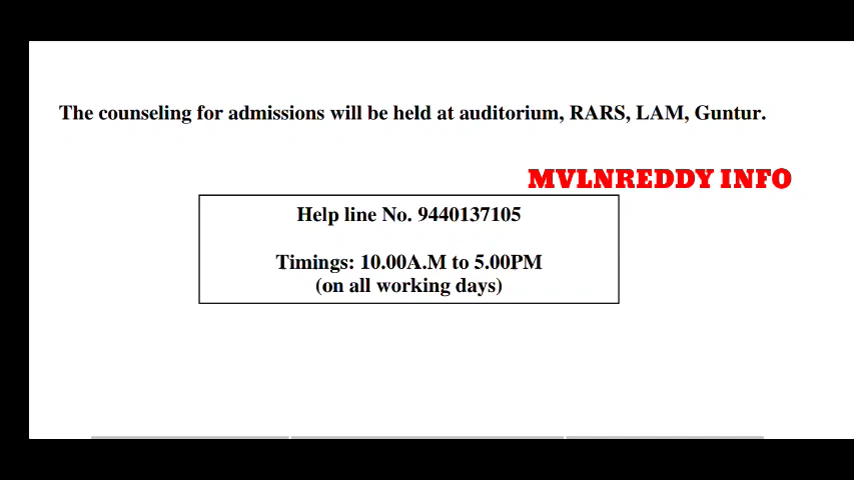 The counseling for admissions will be held at auditorium, RARS, LAM, Guntur.
MVLNREDDY INFO
Help line No. 9440137105
Timings: 10.00A.M to 5.00PM
(on all working days)